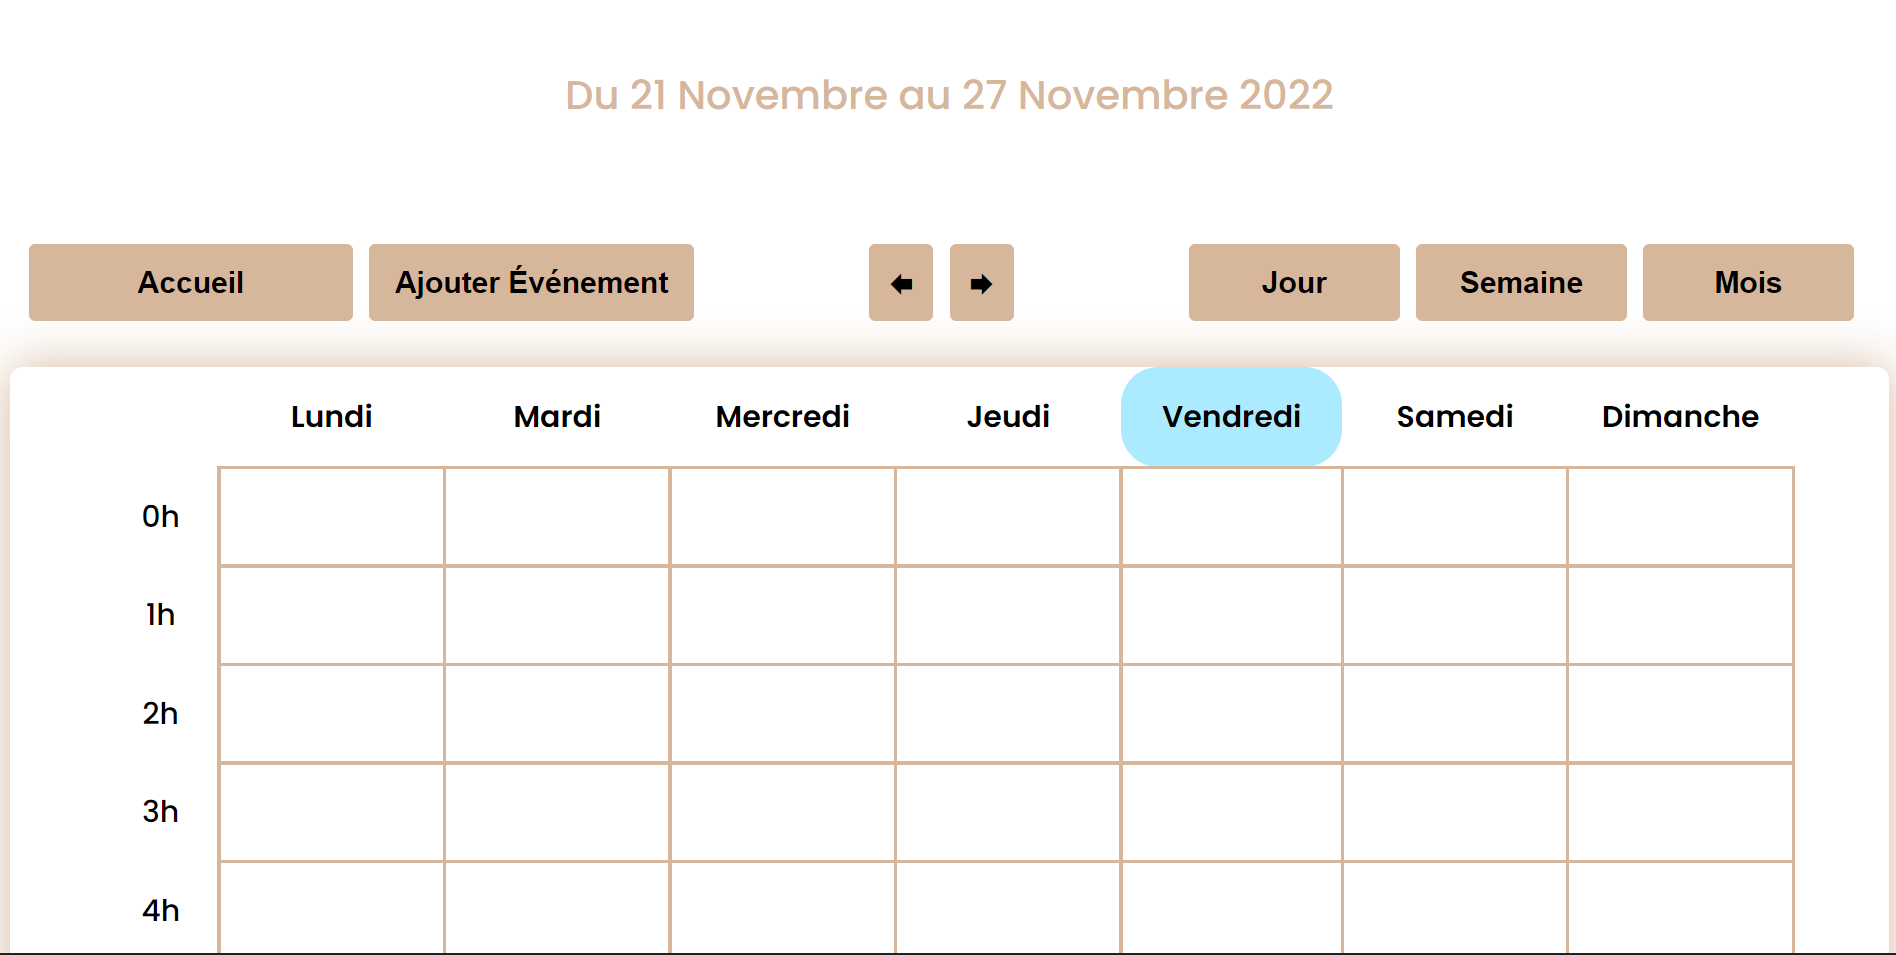 Du 21 Novembre au 27 Novembre 2022
Accueil Ajouter Événement 🡸 🡺 Jour Semaine Mois
Lundi Mardi Mercredi Jeudi Vendredi Samedi Dimanche
0h
1h
2h
3h
4h